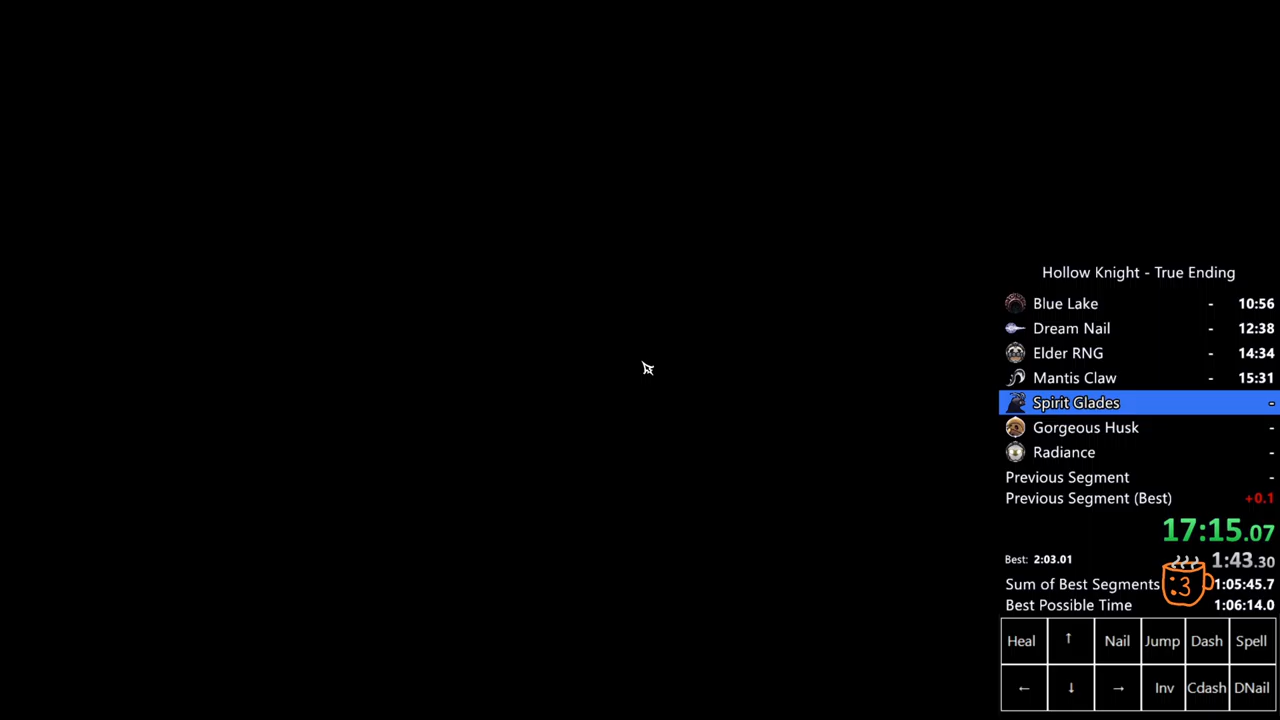 Hollow Knight - True Ending
Blue Lake - 10:56
Dream Nail - 12:38
Elder RNG - 14:34
Mantis Claw - 15:31
Spirit Glades -
Gorgeous Husk -
Radiance -
Previous Segment -
Previous Segment (Best) +0.1
17:15.07
Best: 2:03.01 1:43.30
Sum of Best Segments 1:05:45.7
Best Possible Time 1:06:14.0
Heal ↑ Nail Jump Dash Spell
← ↓ → Inv Cdash DNail